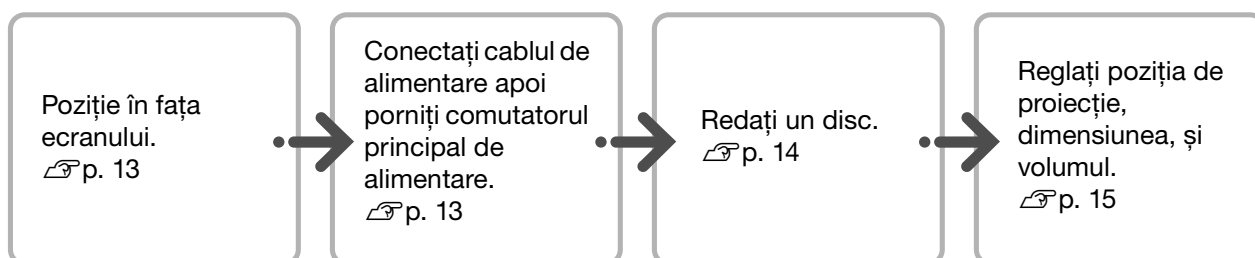 Poziție în fața
ecranului.
☞p. 13
Conectați cablul de
alimentare apoi
porniți comutatorul
principal de
alimentare.
☞p. 13
Redați un disc.
☞p. 14
Reglați poziția de
proiecție,
dimensiunea, și
volumul.
☞p. 15